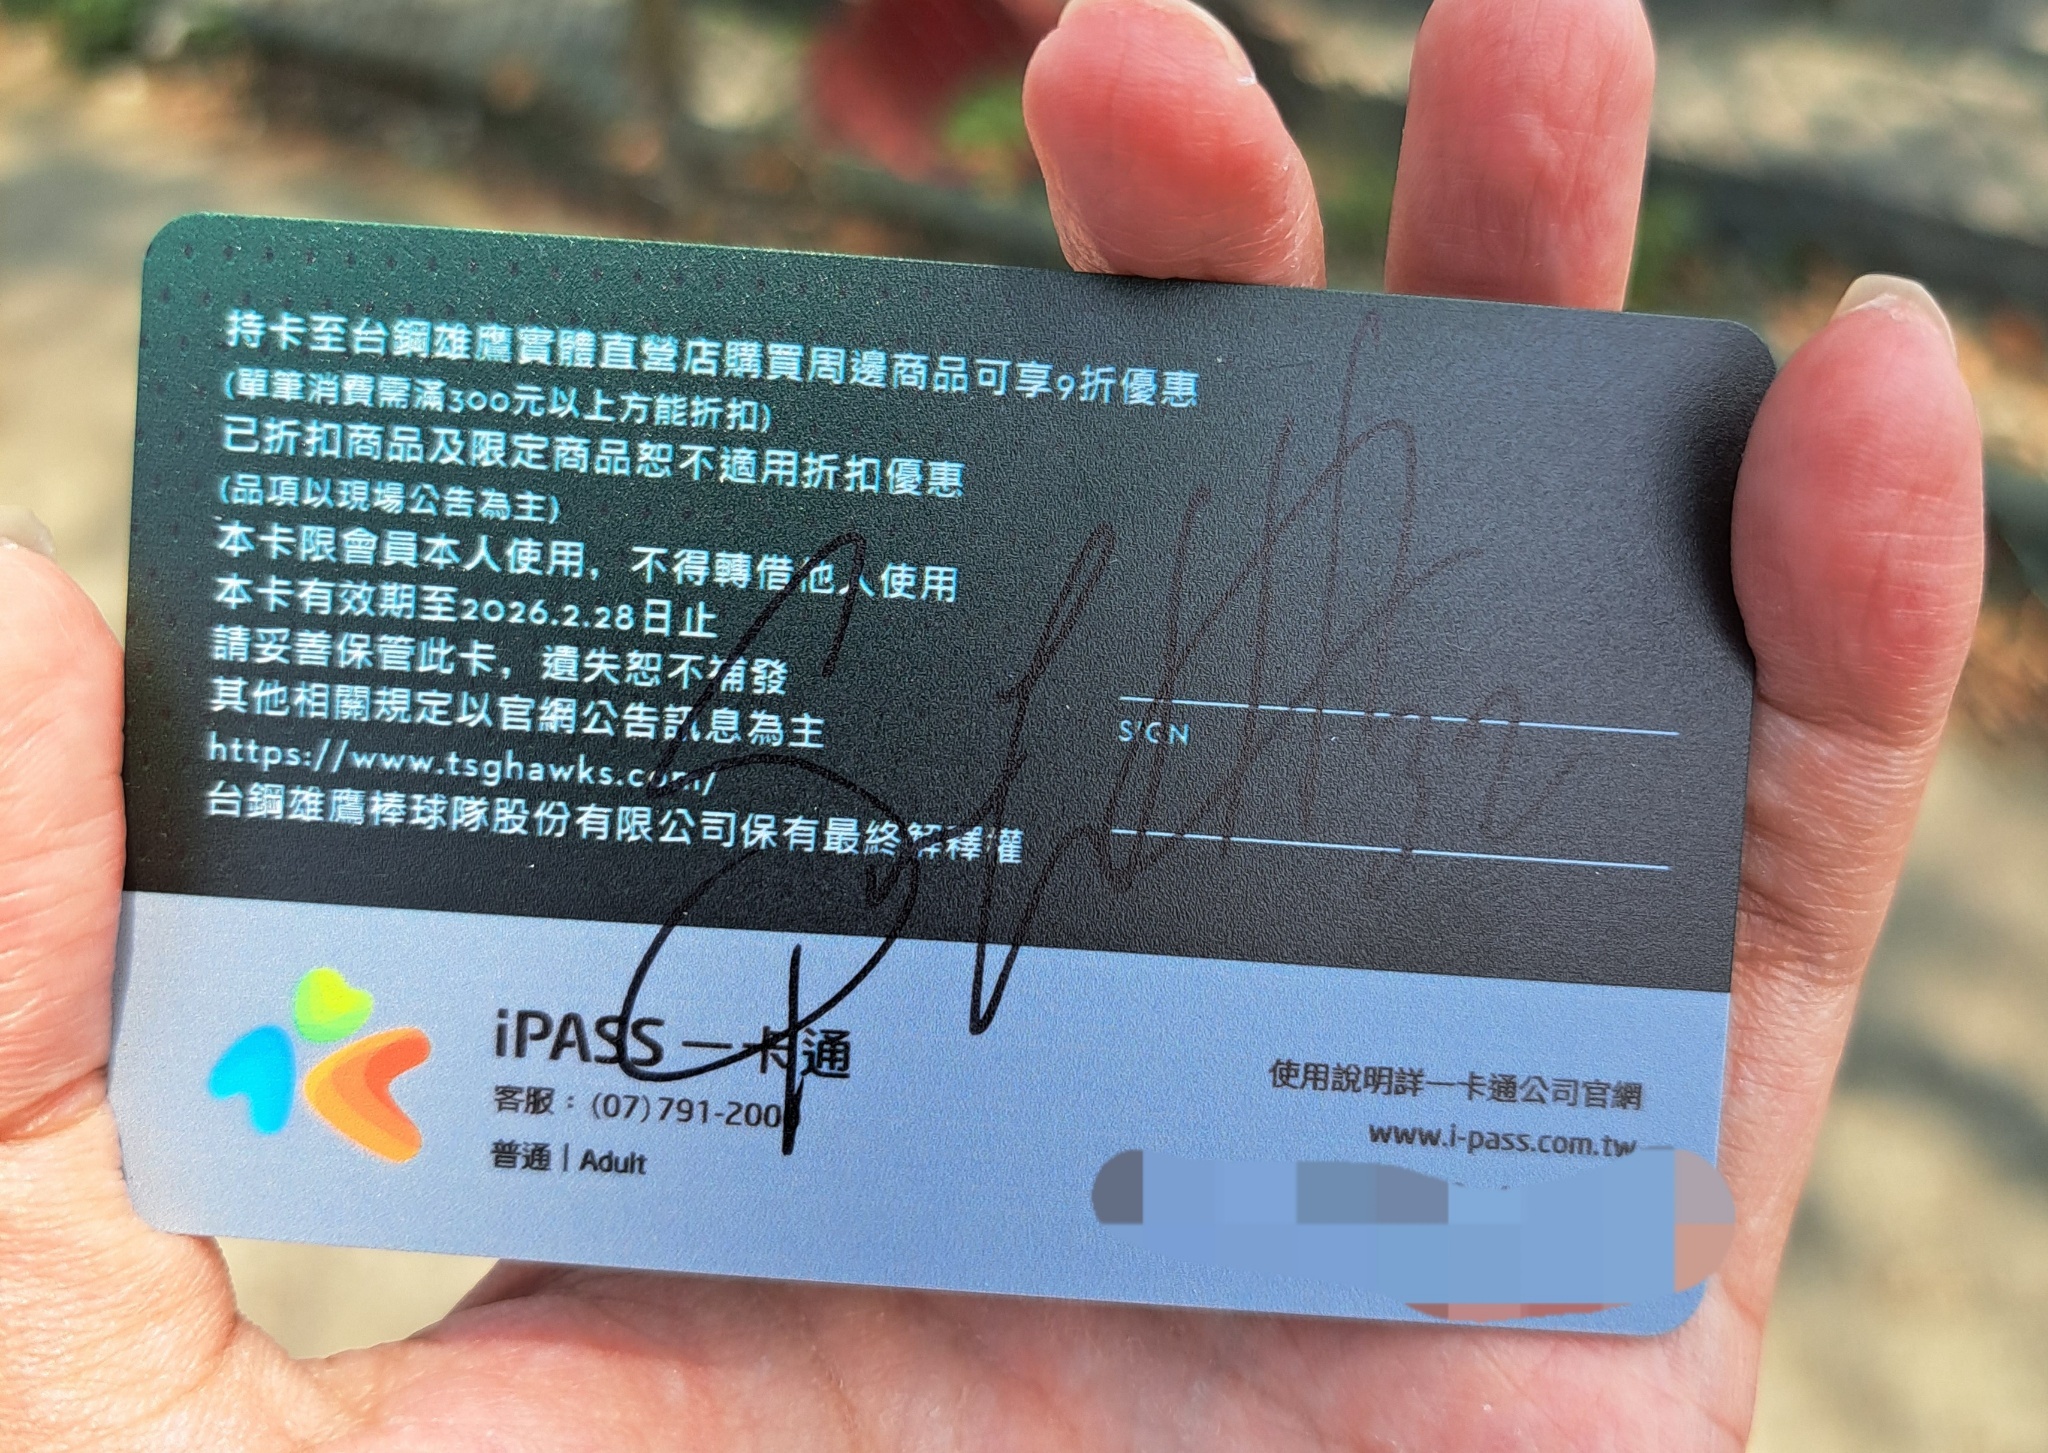 持卡至台鋼雄鷹實體直營店購買周邊商品可享9折優惠
(單筆消費需滿300元以上方能折扣)
已折扣商品及限定商品恕不適用折扣優惠
(品項以現場公告為主)
本卡限會員本人使用，不得轉借他人使用
本卡有效期至2026.2.28日止
請妥善保管此卡，遺失恕不補發
其他相關規定以官網公告訊息為主
https://www.tsghawks.com/
台鋼雄鷹棒球隊股份有限公司保有最終解釋權
SIGN
iPASS 一卡通
客服：(07)791-2000
普通 | Adult
使用說明詳一卡通公司官網
www.i-pass.com.tw